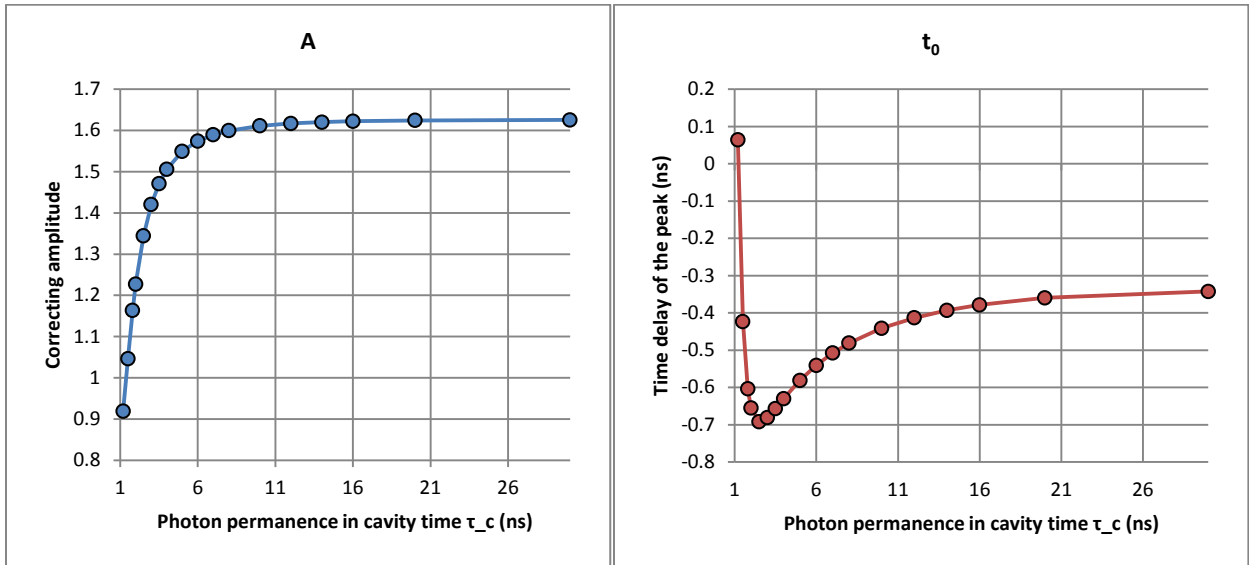 A
1.7
1.6
1.5
1.4
1.3
1.2
1.1
1
0.9
0.8
Correcting amplitude
1 6 11 16 21 26
Photon permanence in cavity time τ_c (ns)
t₀
0.2
0.1
0
-0.1
-0.2
-0.3
-0.4
-0.5
-0.6
-0.7
-0.8
Time delay of the peak (ns)
1 6 11 16 21 26
Photon permanence in cavity time τ_c (ns)